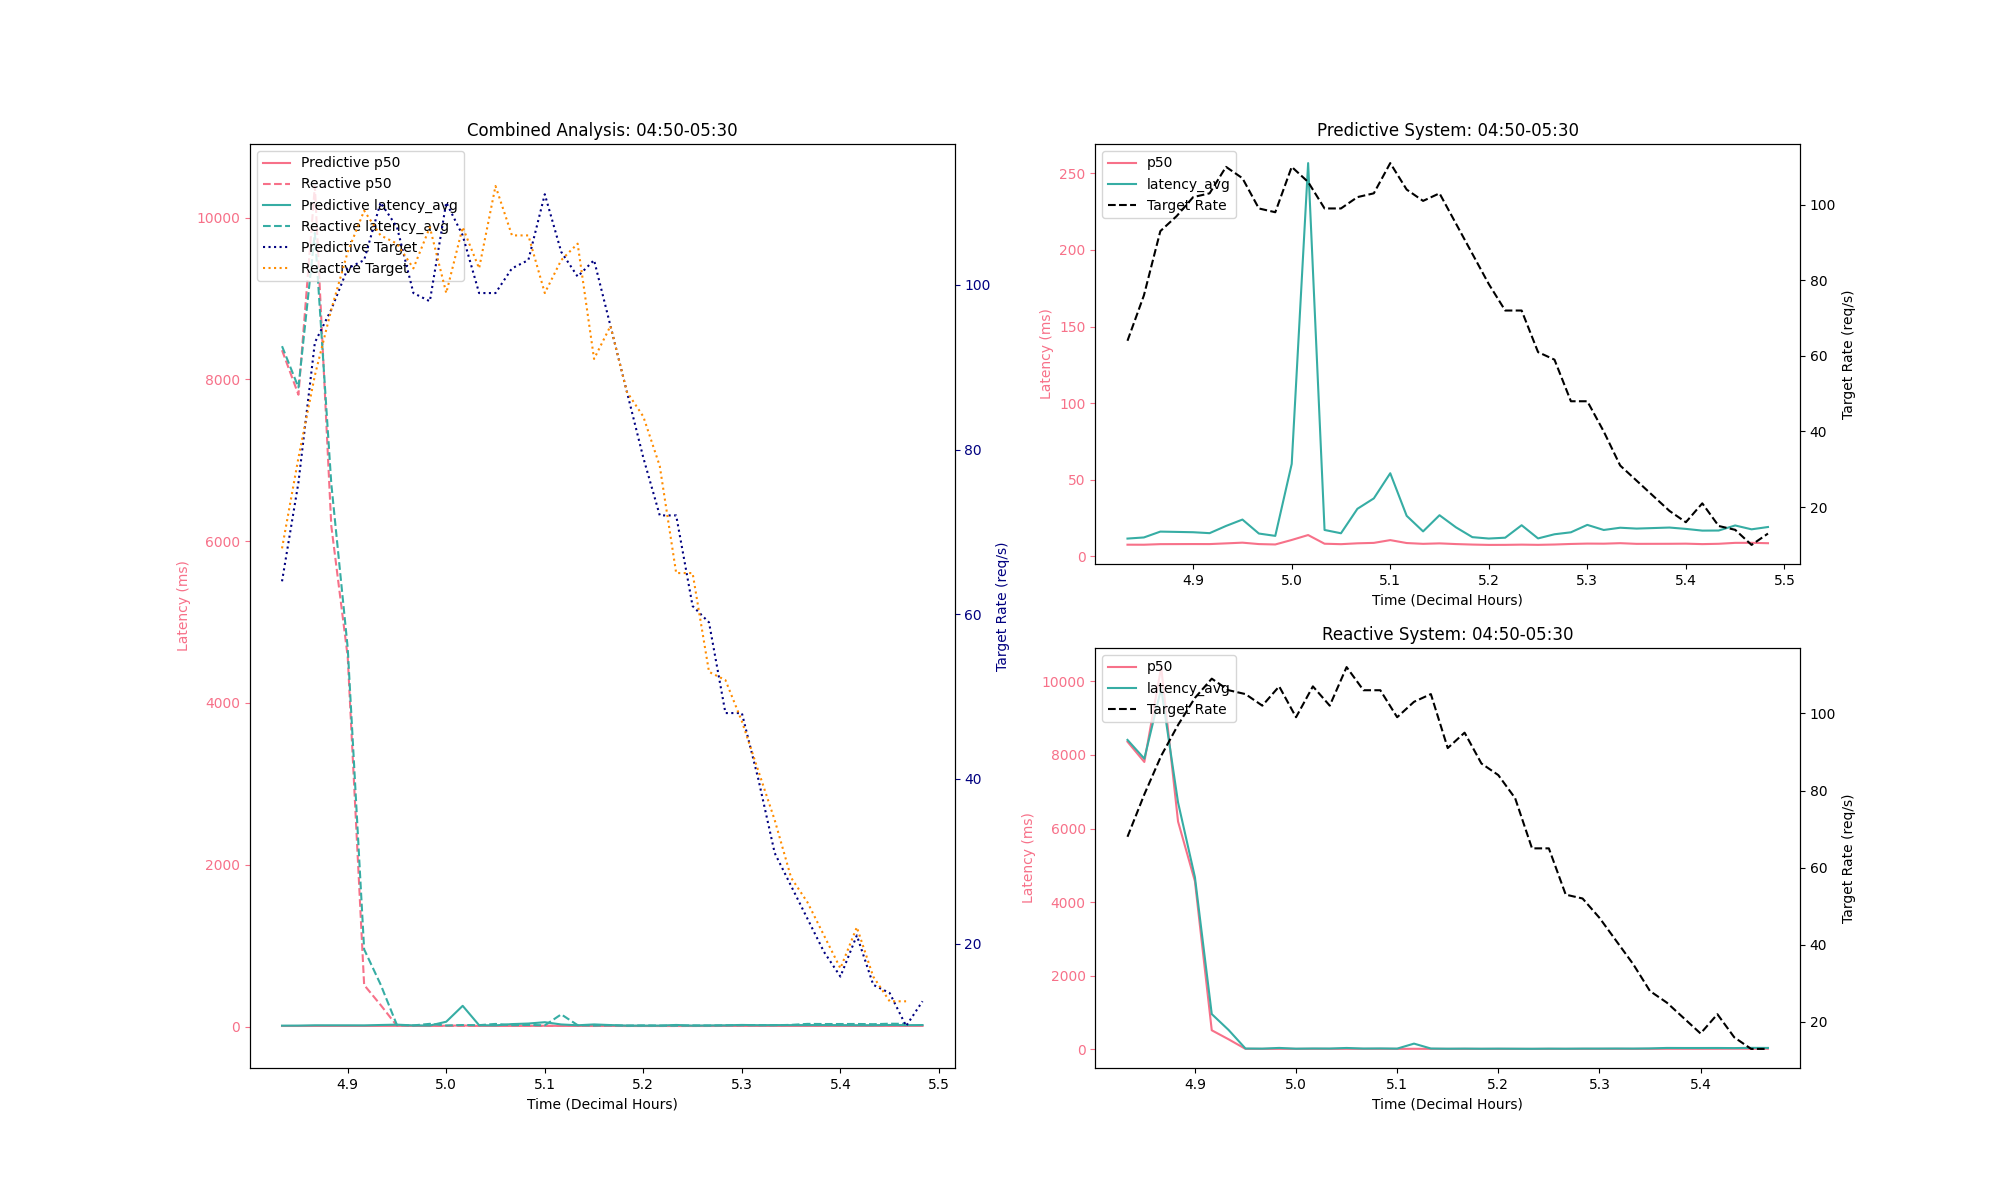 Combined Analysis: 04:50-05:30
Predictive p50
Reactive p50
Predictive latency_avg
Reactive latency_avg
Predictive Target
Reactive Target
10000
8000
6000
4000
2000
0
Latency (ms)
100
80
60
40
20
Target Rate (req/s)
4.9 5.0 5.1 5.2 5.3 5.4 5.5
Time (Decimal Hours)
Predictive System: 04:50-05:30
p50
latency_avg
Target Rate
250
200
150
100
50
0
Latency (ms)
100
80
60
40
20
Target Rate (req/s)
4.9 5.0 5.1 5.2 5.3 5.4 5.5
Time (Decimal Hours)
Reactive System: 04:50-05:30
p50
latency_avg
Target Rate
10000
8000
6000
4000
2000
0
Latency (ms)
100
80
60
40
20
Target Rate (req/s)
4.9 5.0 5.1 5.2 5.3 5.4
Time (Decimal Hours)